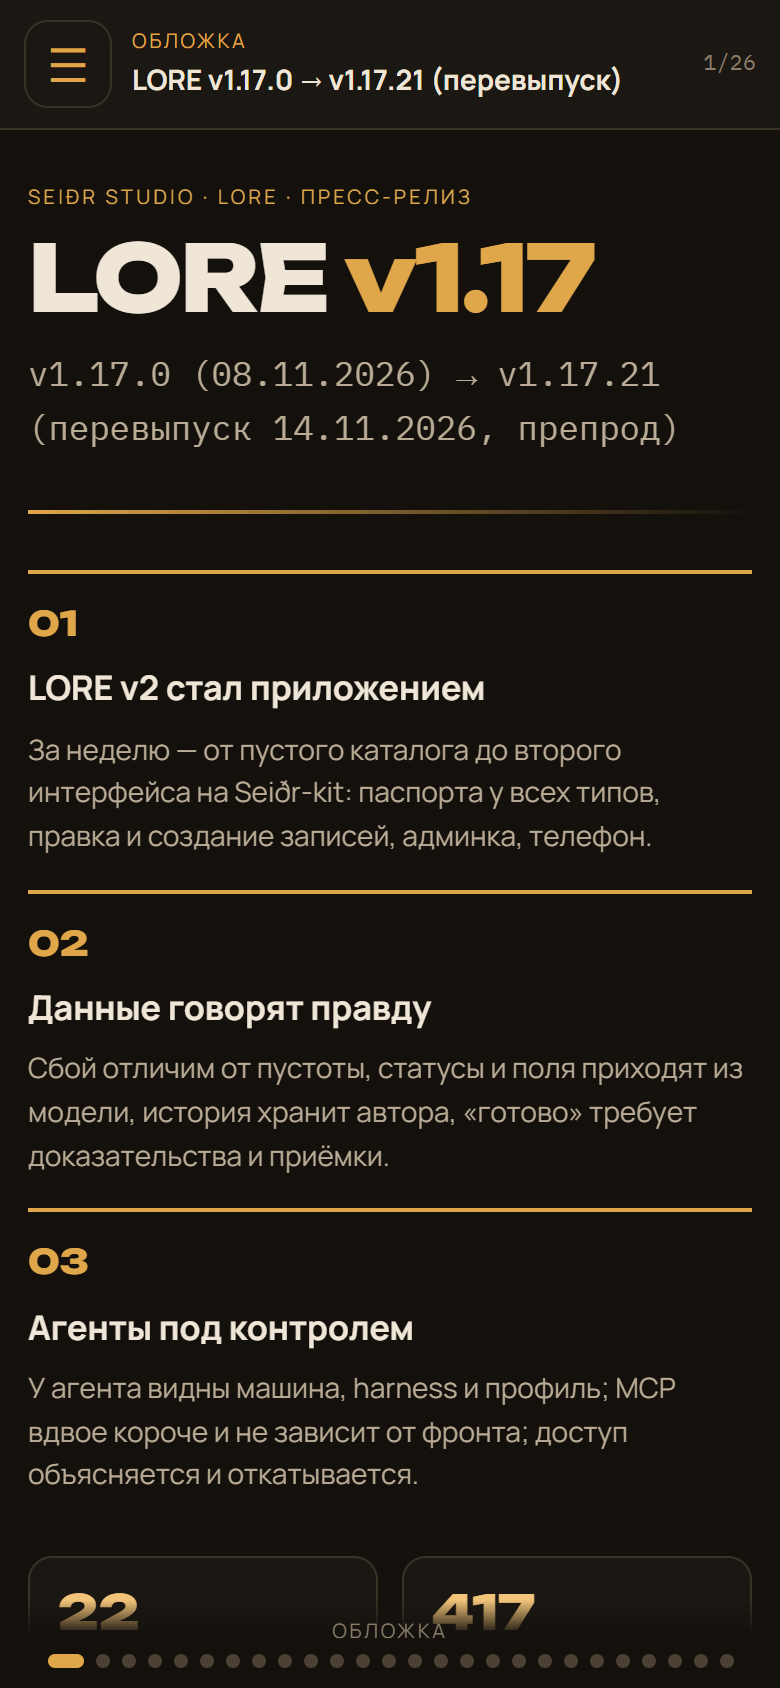 ОБЛОЖКА
LORE v1.17.0 → v1.17.21 (перевыпуск)
1/26
SEIÐR STUDIO · LORE · ПРЕСС-РЕЛИЗ
LORE v1.17
v1.17.0 (08.11.2026) → v1.17.21
(перевыпуск 14.11.2026, препрод)
01
LORE v2 стал приложением
За неделю — от пустого каталога до второго
интерфейса на Seiðr-kit: паспорта у всех типов,
правка и создание записей, админка, телефон.
02
Данные говорят правду
Сбой отличим от пустоты, статусы и поля приходят из
модели, история хранит автора, «готово» требует
доказательства и приёмки.
03
Агенты под контролем
У агента видны машина, harness и профиль; MCP
вдвое короче и не зависит от фронта; доступ
объясняется и откатывается.
22
417
ОБЛОЖКА